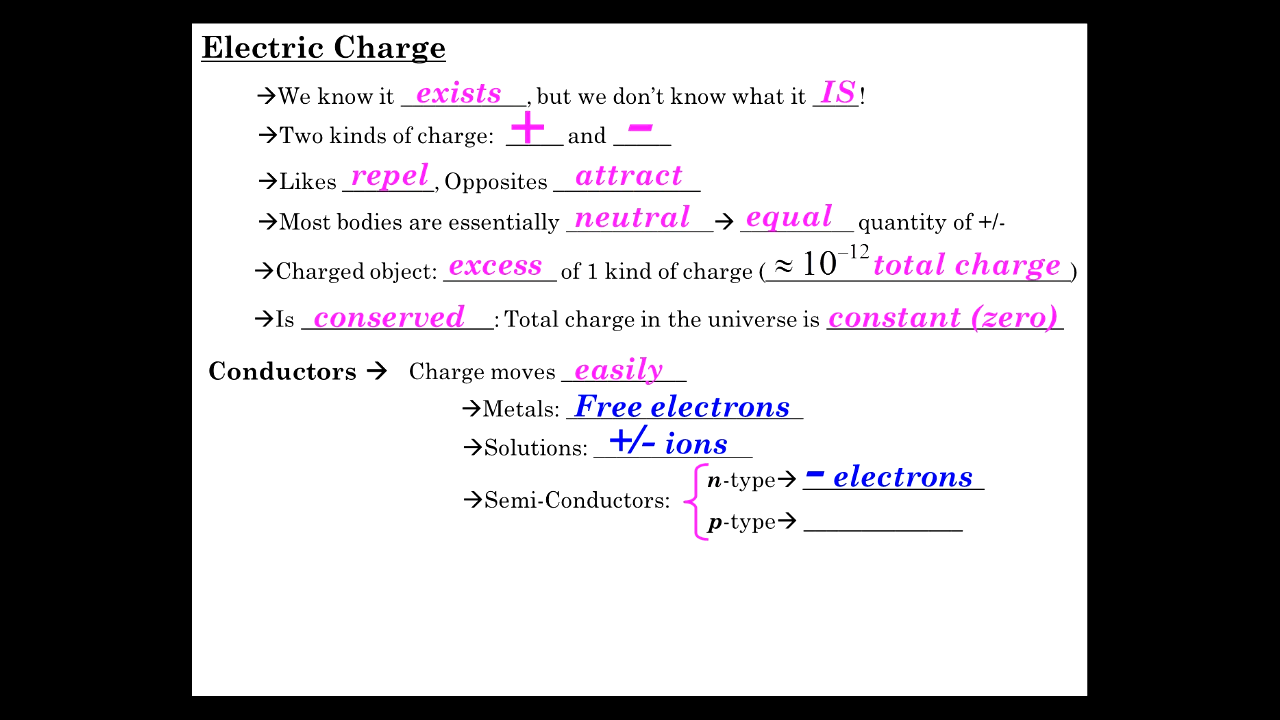 Electric Charge
→We know it exists, but we don't know what it IS!
→Two kinds of charge: + and -
→Likes repel, Opposites attract
→Most bodies are essentially neutral→ equal quantity of +/-
→Charged object: excess of 1 kind of charge (≈ 10⁻¹² total charge)
→Is conserved: Total charge in the universe is constant (zero)
Conductors → Charge moves easily
→Metals: Free electrons
→Solutions: +/- ions
→Semi-Conductors: n-type→ - electrons
p-type→ ____________